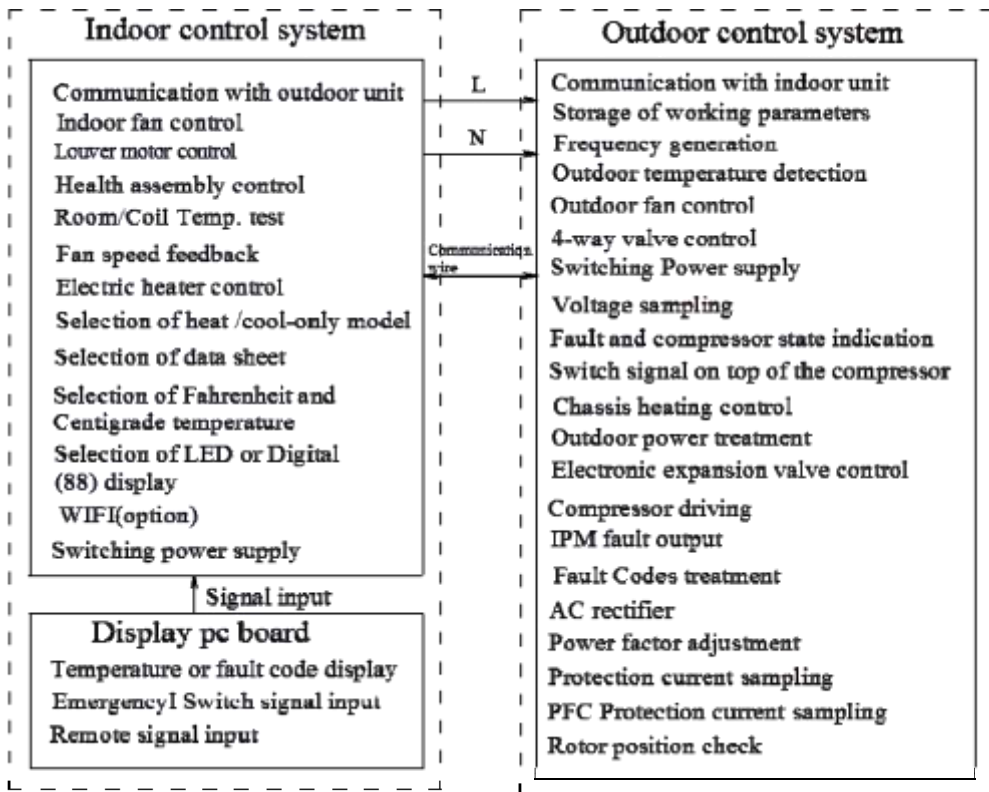 Indoor control system
Communication with outdoor unit
Indoor fan control
Louver motor control
Health assembly control
Room/Coil Temp. test
Fan speed feedback
Electric heater control
Selection of heat /cool-only model
Selection of data sheet
Selection of Fahrenheit and
Centigrade temperature
Selection of LED or Digital
(88) display
WIFI(option)
Switching power supply
Signal input
Display pc board
Temperature or fault code display
EmergencyI Switch signal input
Remote signal input
L
N
Communication
wire
Outdoor control system
Communication with indoor unit
Storage of working parameters
Frequency generation
Outdoor temperature detection
Outdoor fan control
4-way valve control
Switching Power supply
Voltage sampling
Fault and compressor state indication
Switch signal on top of the compressor
Chassis heating control
Outdoor power treatment
Electronic expansion valve control
Compressor driving
IPM fault output
Fault Codes treatment
AC rectifier
Power factor adjustment
Protection current sampling
PFC Protection current sampling
Rotor position check